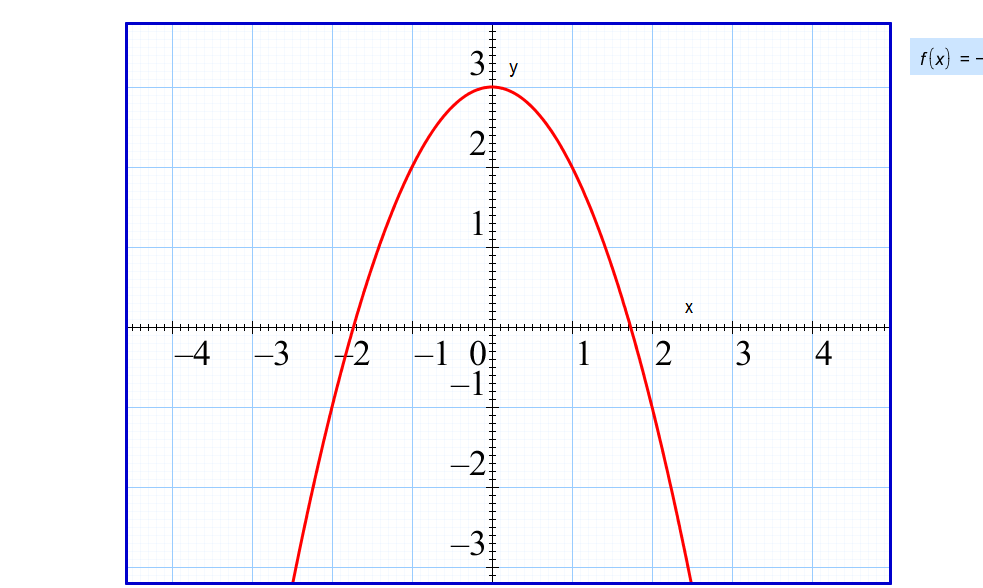 3 y
f(x) = –
2
1
x
–4 –3 –2 –1 0 1 2 3 4
–1
–2
–3